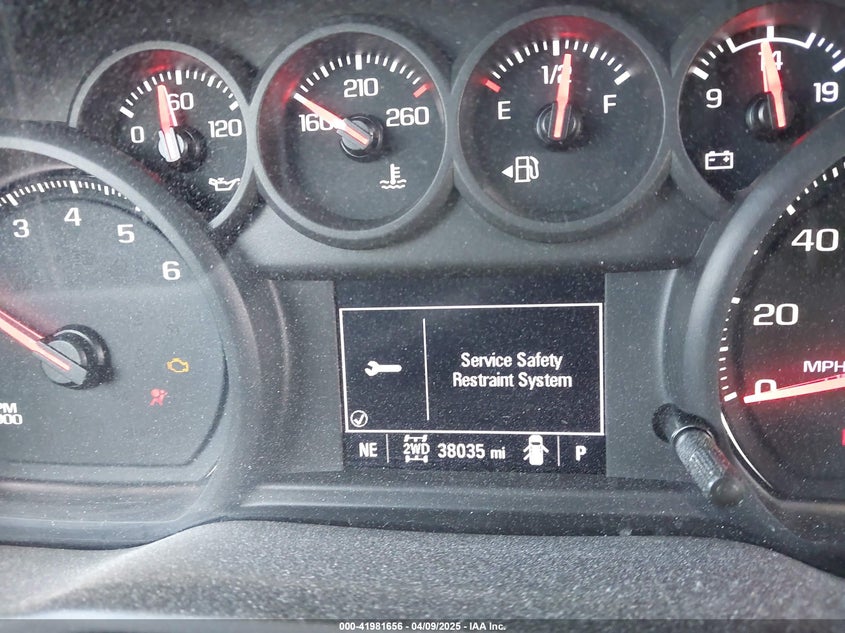 0 60 120
160 210 260
E 1/2 F
9 14 19
3 4 5 6
40
20
0
MPH
Service Safety
Restraint System
NE 2WD 38035 mi P
000-41981656 | 04/09/2025 - IAA Inc.